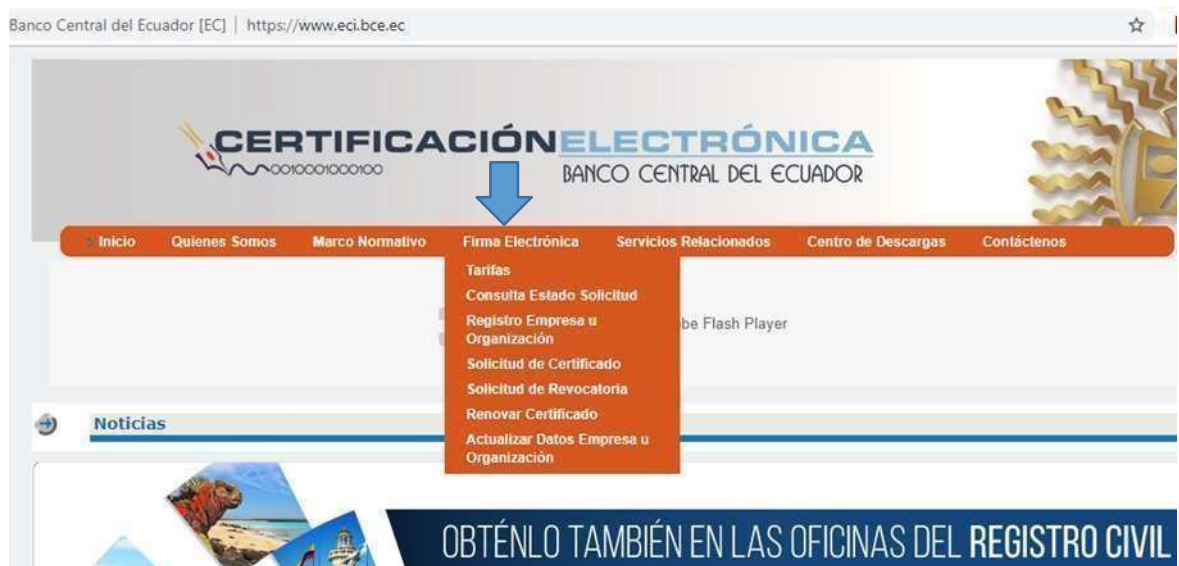 Banco Central del Ecuador [EC] | https://www.eci.bce.ec
CERTIFICACIÓNELECTRÓNICA
0010001000100
BANCO CENTRAL DEL ECUADOR
Inicio Quienes Somos Marco Normativo Firma Electrónica Servicios Relacionados Centro de Descargas Contáctenos
Tarifas
Consulta Estado Solicitud
Registro Empresa u
Organización
be Flash Player
Solicitud de Certificado
Solicitud de Revocatoria
Renovar Certificado
Actualizar Datos Empresa u
Organización
Noticias
OBTÉNLO TAMBIÉN EN LAS OFICINAS DEL REGISTRO CIVIL